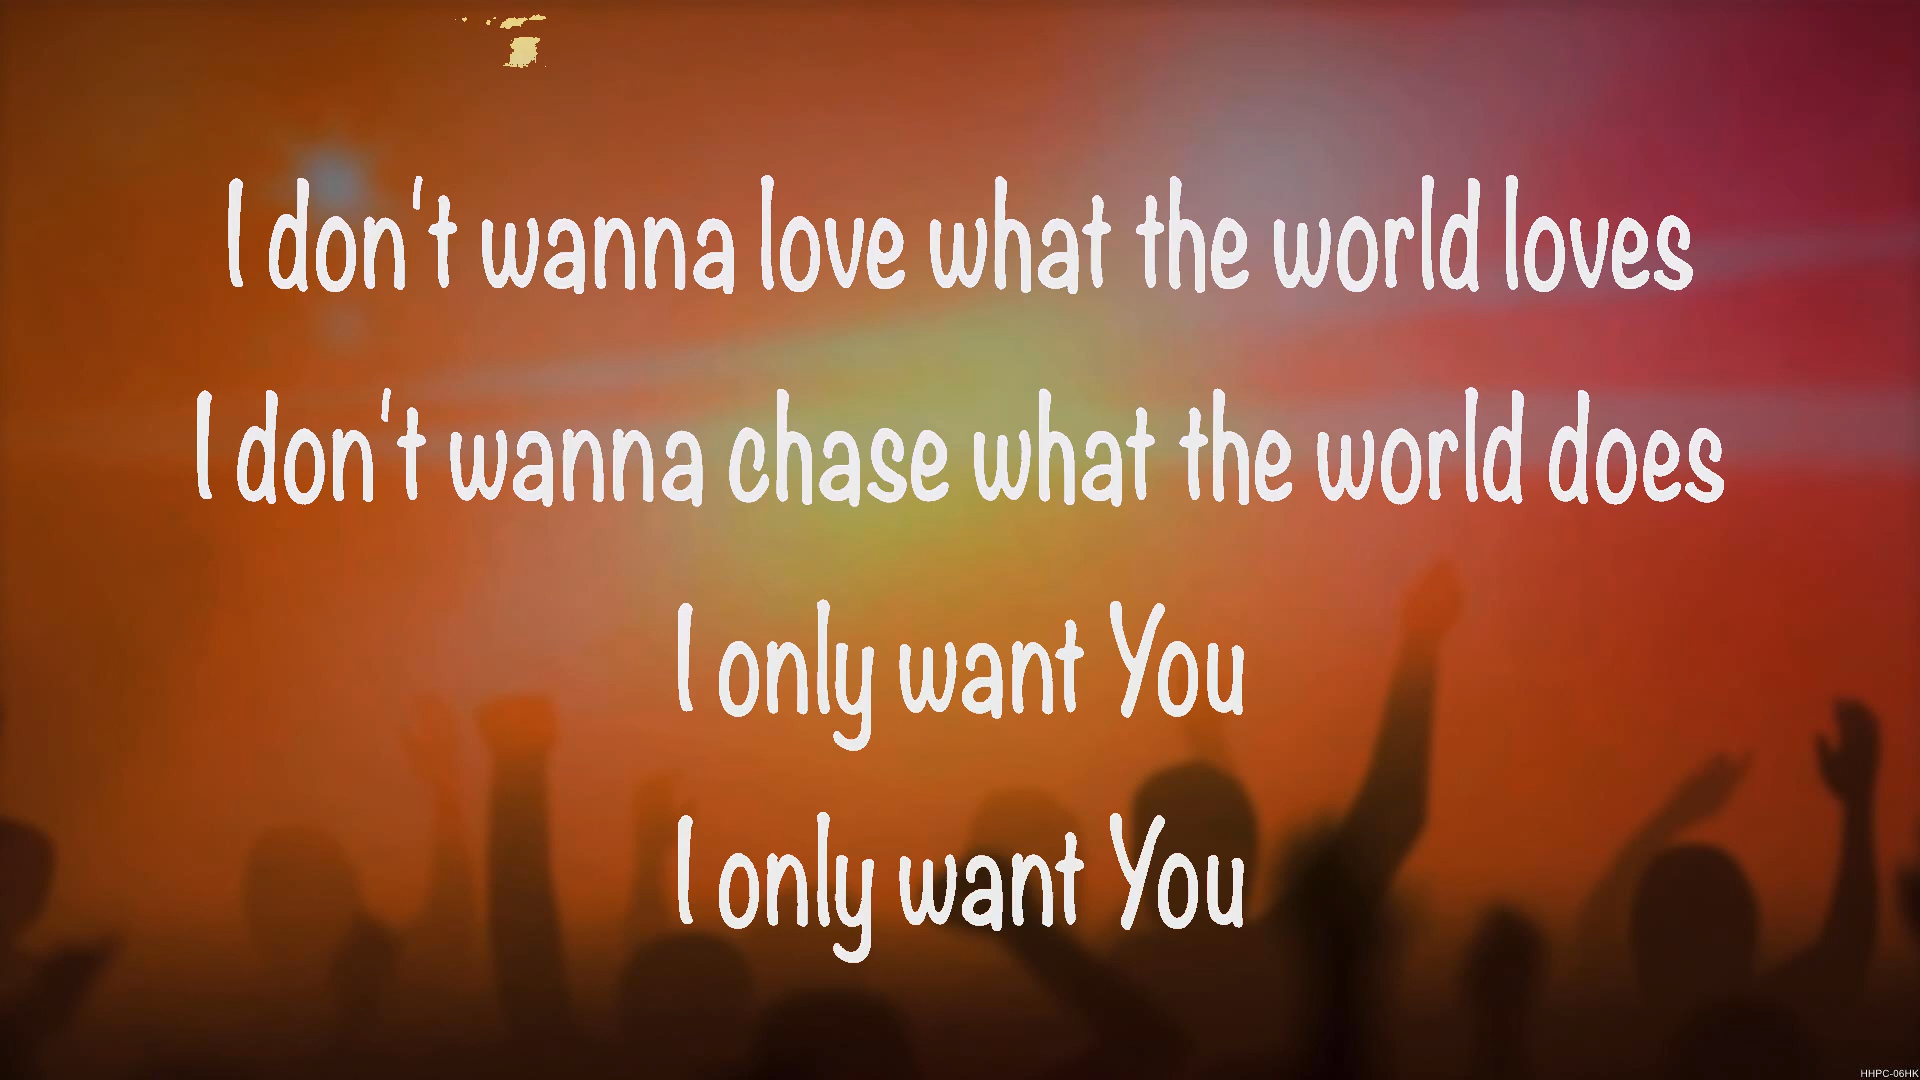 I don't wanna love what the world loves
I don't wanna chase what the world does
I only want You
I only want You
HHPC-06HK